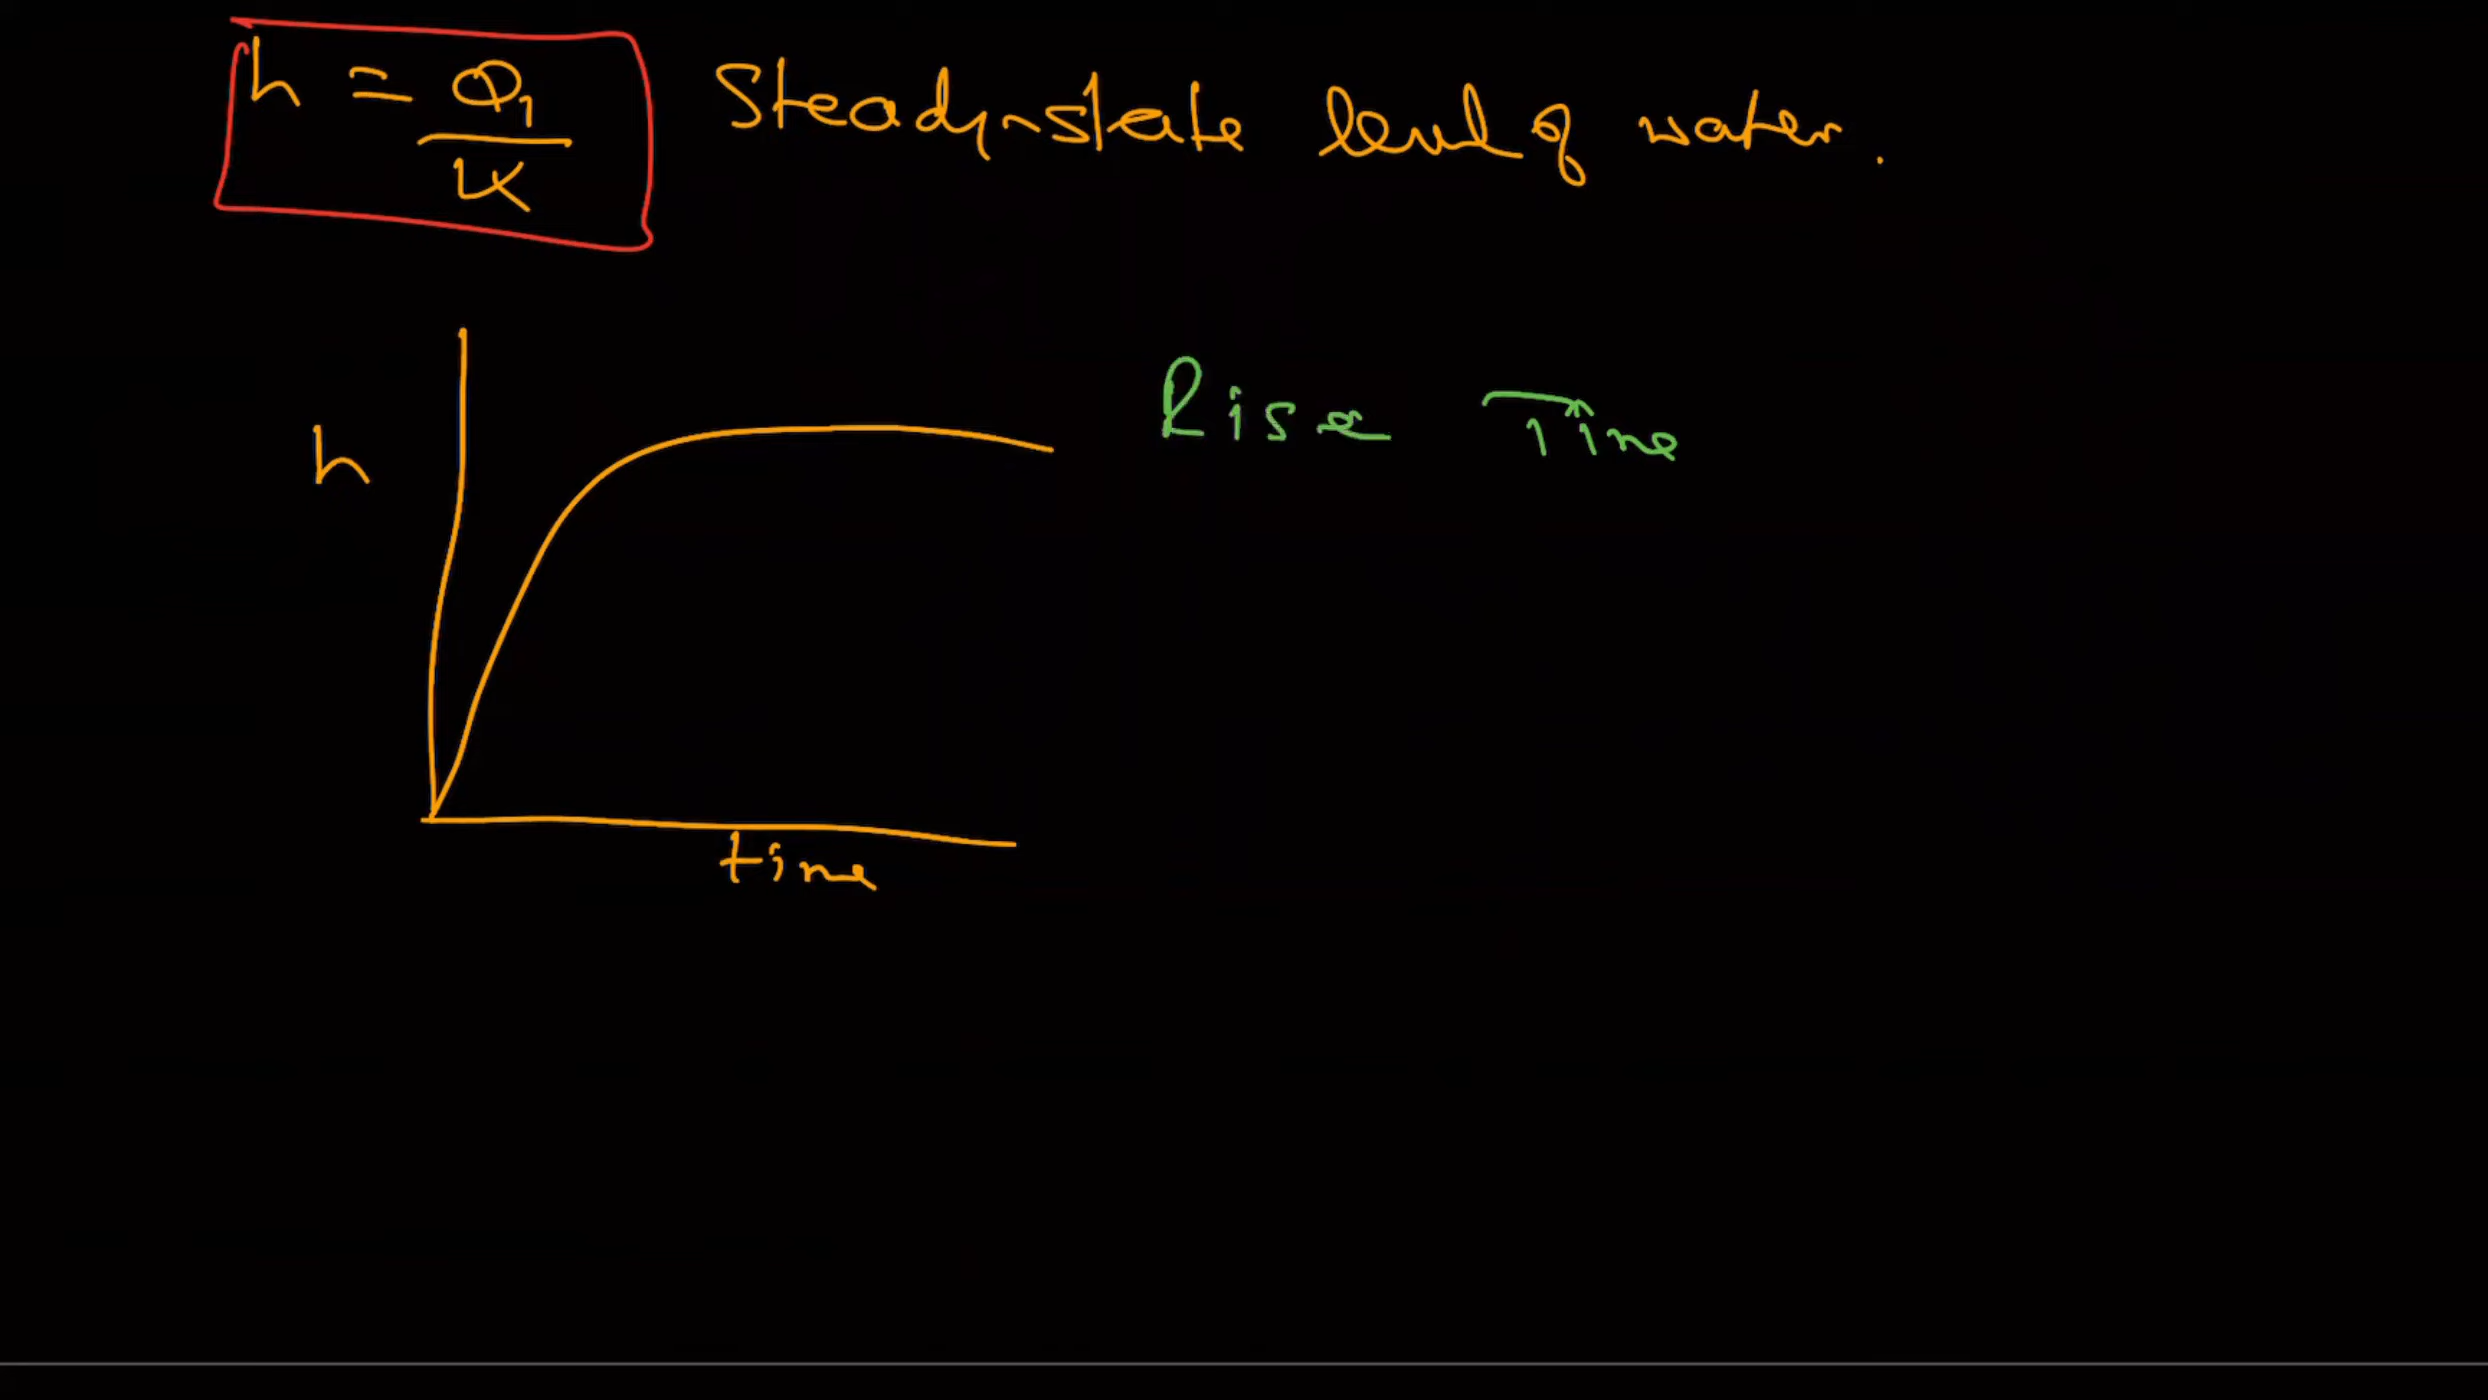 h = Q₁/K Steady-state level of water.
Rise Time
h
time